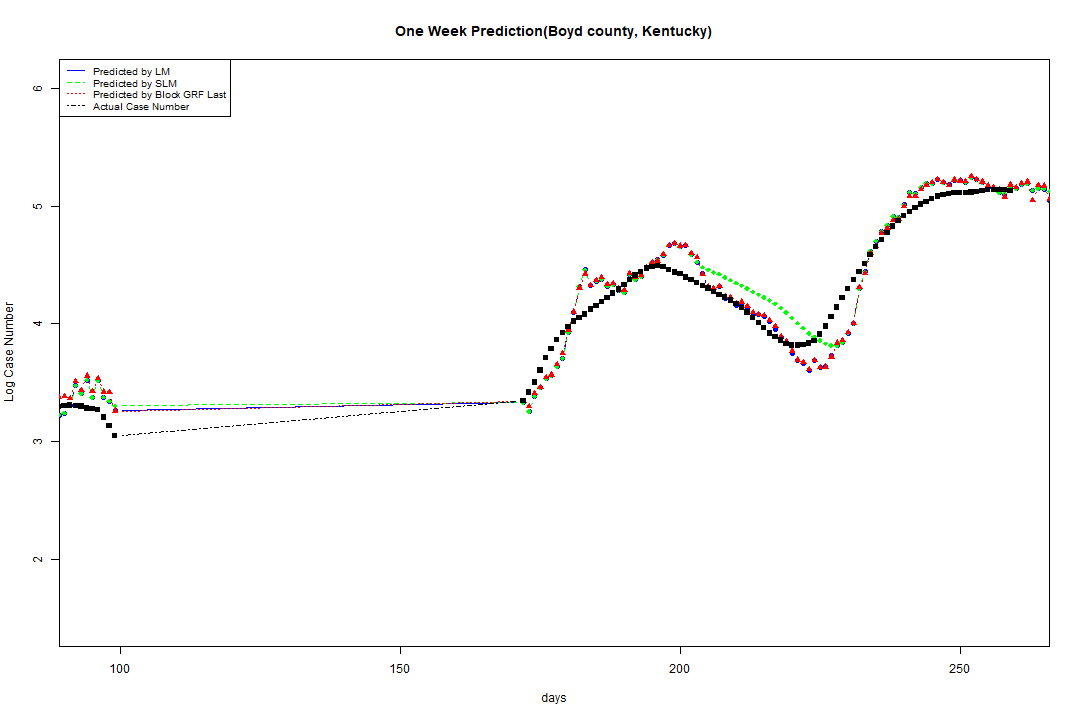 One Week Prediction(Boyd county, Kentucky)
Predicted by LM
Predicted by SLM
Predicted by Block GRF Last
Actual Case Number
6
5
4
3
2
Log Case Number
100 150 200 250
days